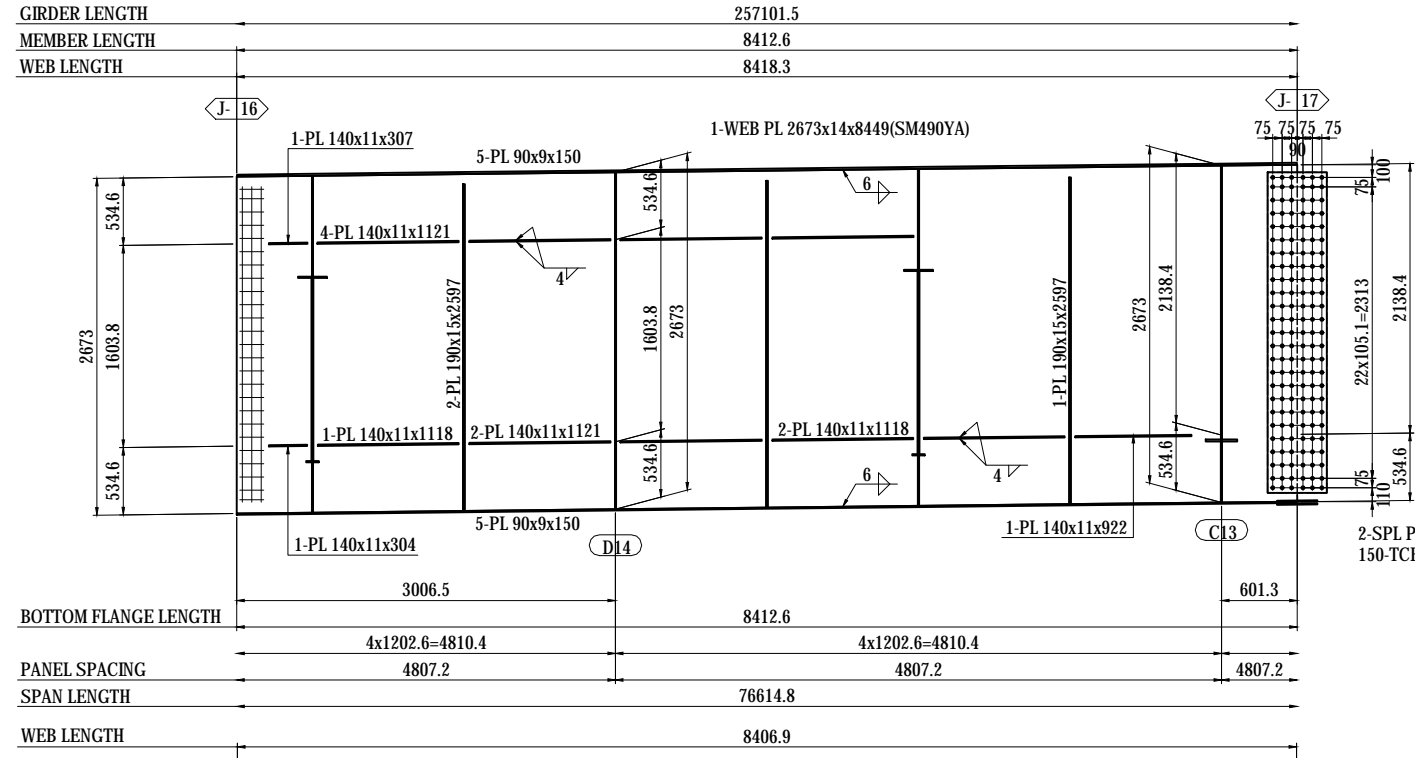 GIRDER LENGTH 257101.5
MEMBER LENGTH 8412.6
WEB LENGTH 8418.3
J- 16
J- 17
1-PL 140x11x307
1-WEB PL 2673x14x8449(SM490YA)
75 75 75 75 75
90
5-PL 90x9x150
6
100
75
534.6
534.6
4-PL 140x11x1121
4
2673
1603.8
2-PL 190x15x2597
1603.8
2673
2673
2138.4
1-PL 190x15x2597
22x105.1=2313
2138.4
1-PL 140x11x1118
2-PL 140x11x1121
2-PL 140x11x1118
534.6
534.6
6
4
534.6
75
110
534.6
5-PL 90x9x150
1-PL 140x11x304
D14
1-PL 140x11x922
C13
2-SPL P
150-TC
3006.5
601.3
BOTTOM FLANGE LENGTH 8412.6
4x1202.6=4810.4
4x1202.6=4810.4
PANEL SPACING 4807.2 4807.2 4807.2
SPAN LENGTH 76614.8
WEB LENGTH 8406.9